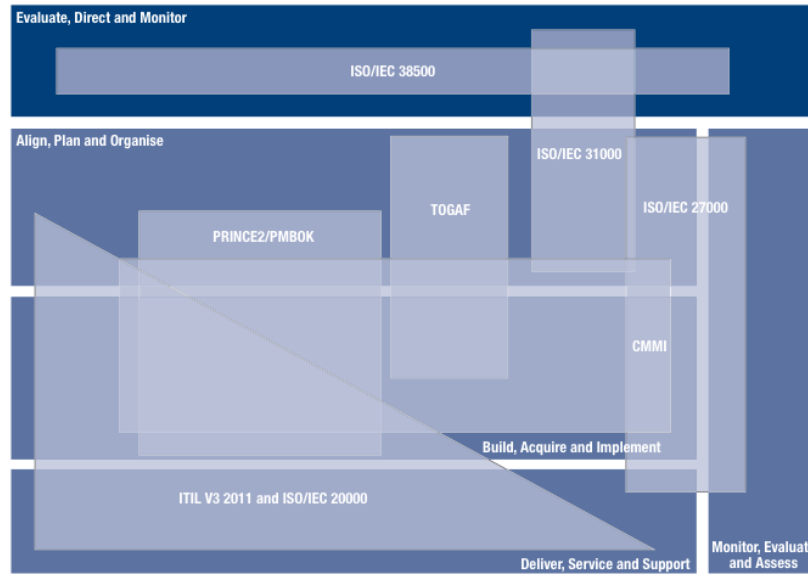 Evaluate, Direct and Monitor
ISO/IEC 38500
Align, Plan and Organise
ISO/IEC 31000
TOGAF
ISO/IEC 27000
PRINCE2/PMBOK
CMMI
Build, Acquire and Implement
ITIL V3 2011 and ISO/IEC 20000
Deliver, Service and Support
Monitor, Evaluat
and Assess